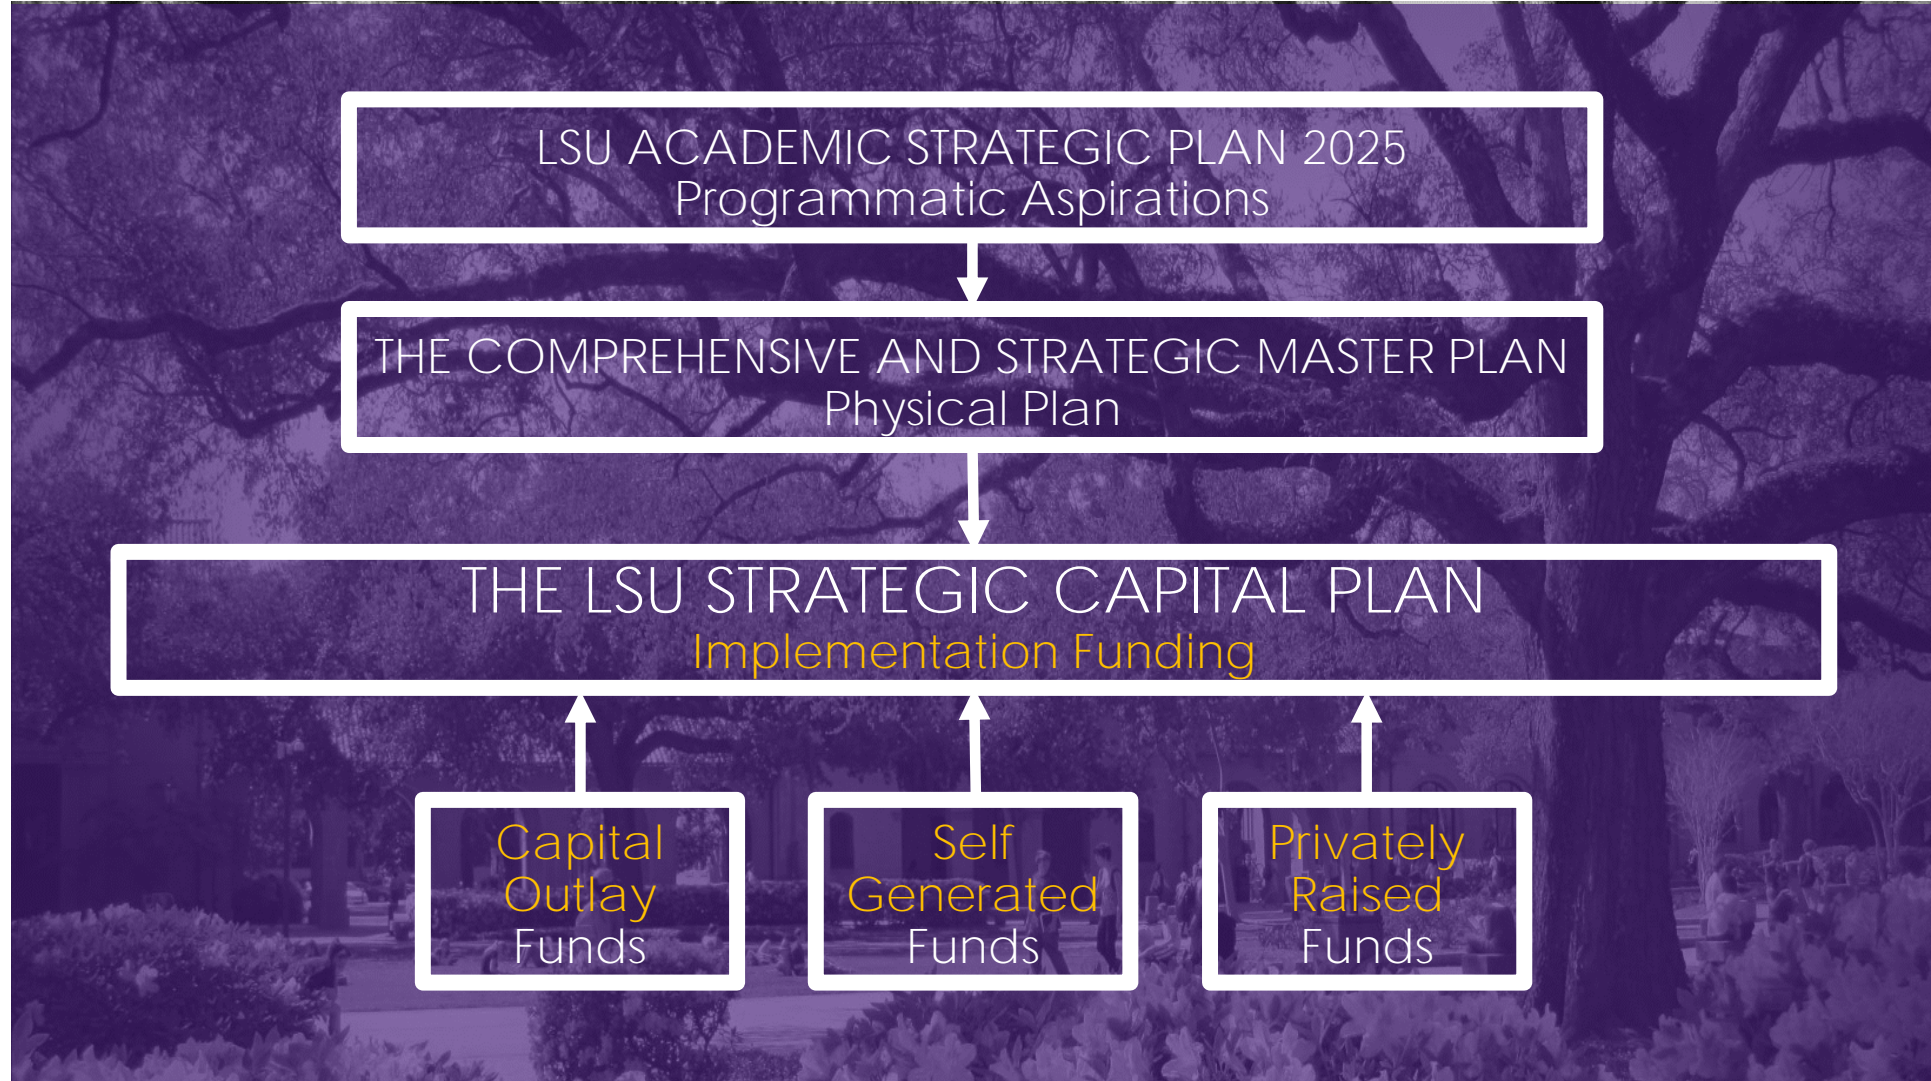 LSU ACADEMIC STRATEGIC PLAN 2025
Programmatic Aspirations
THE COMPREHENSIVE AND STRATEGIC MASTER PLAN
Physical Plan
THE LSU STRATEGIC CAPITAL PLAN
Implementation Funding
Capital
Outlay
Funds
Self
Generated
Funds
Privately
Raised
Funds